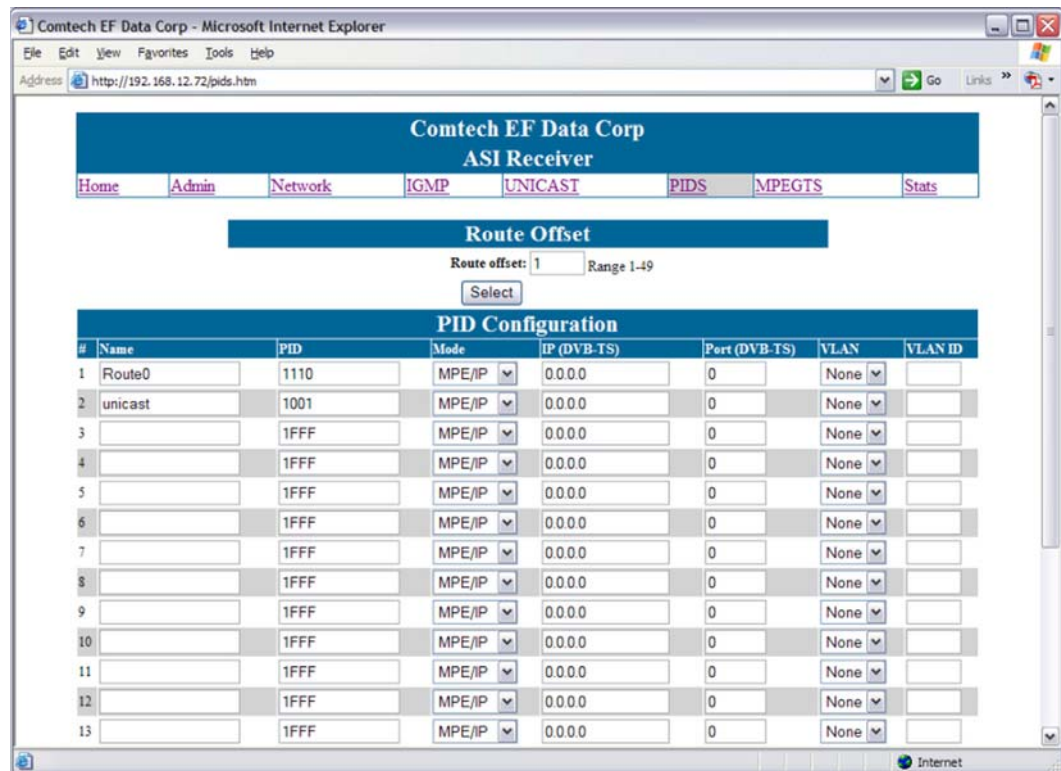 Comtech EF Data Corp - Microsoft Internet Explorer
File Edit View Favorites Tools Help
Address http://192.168.12.72/pids.htm Go Links »
Comtech EF Data Corp
ASI Receiver
Home Admin Network IGMP UNICAST PIDS MPEGTS Stats
Route Offset
Route offset: 1 Range 1-49
Select
PID Configuration
# Name PID Mode IP (DVB-TS) Port (DVB-TS) VLAN VLAN ID
1 Route0 1110 MPE/IP 0.0.0.0 0 None
2 unicast 1001 MPE/IP 0.0.0.0 0 None
3 1FFF MPE/IP 0.0.0.0 0 None
4 1FFF MPE/IP 0.0.0.0 0 None
5 1FFF MPE/IP 0.0.0.0 0 None
6 1FFF MPE/IP 0.0.0.0 0 None
7 1FFF MPE/IP 0.0.0.0 0 None
8 1FFF MPE/IP 0.0.0.0 0 None
9 1FFF MPE/IP 0.0.0.0 0 None
10 1FFF MPE/IP 0.0.0.0 0 None
11 1FFF MPE/IP 0.0.0.0 0 None
12 1FFF MPE/IP 0.0.0.0 0 None
13 1FFF MPE/IP 0.0.0.0 0 None
Internet